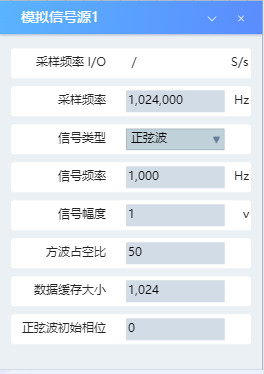 模拟信号源1
采样频率 I/O / S/s
采样频率 1,024,000 Hz
信号类型 正弦波
信号频率 1,000 Hz
信号幅度 1 v
方波占空比 50
数据缓存大小 1,024
正弦波初始相位 0